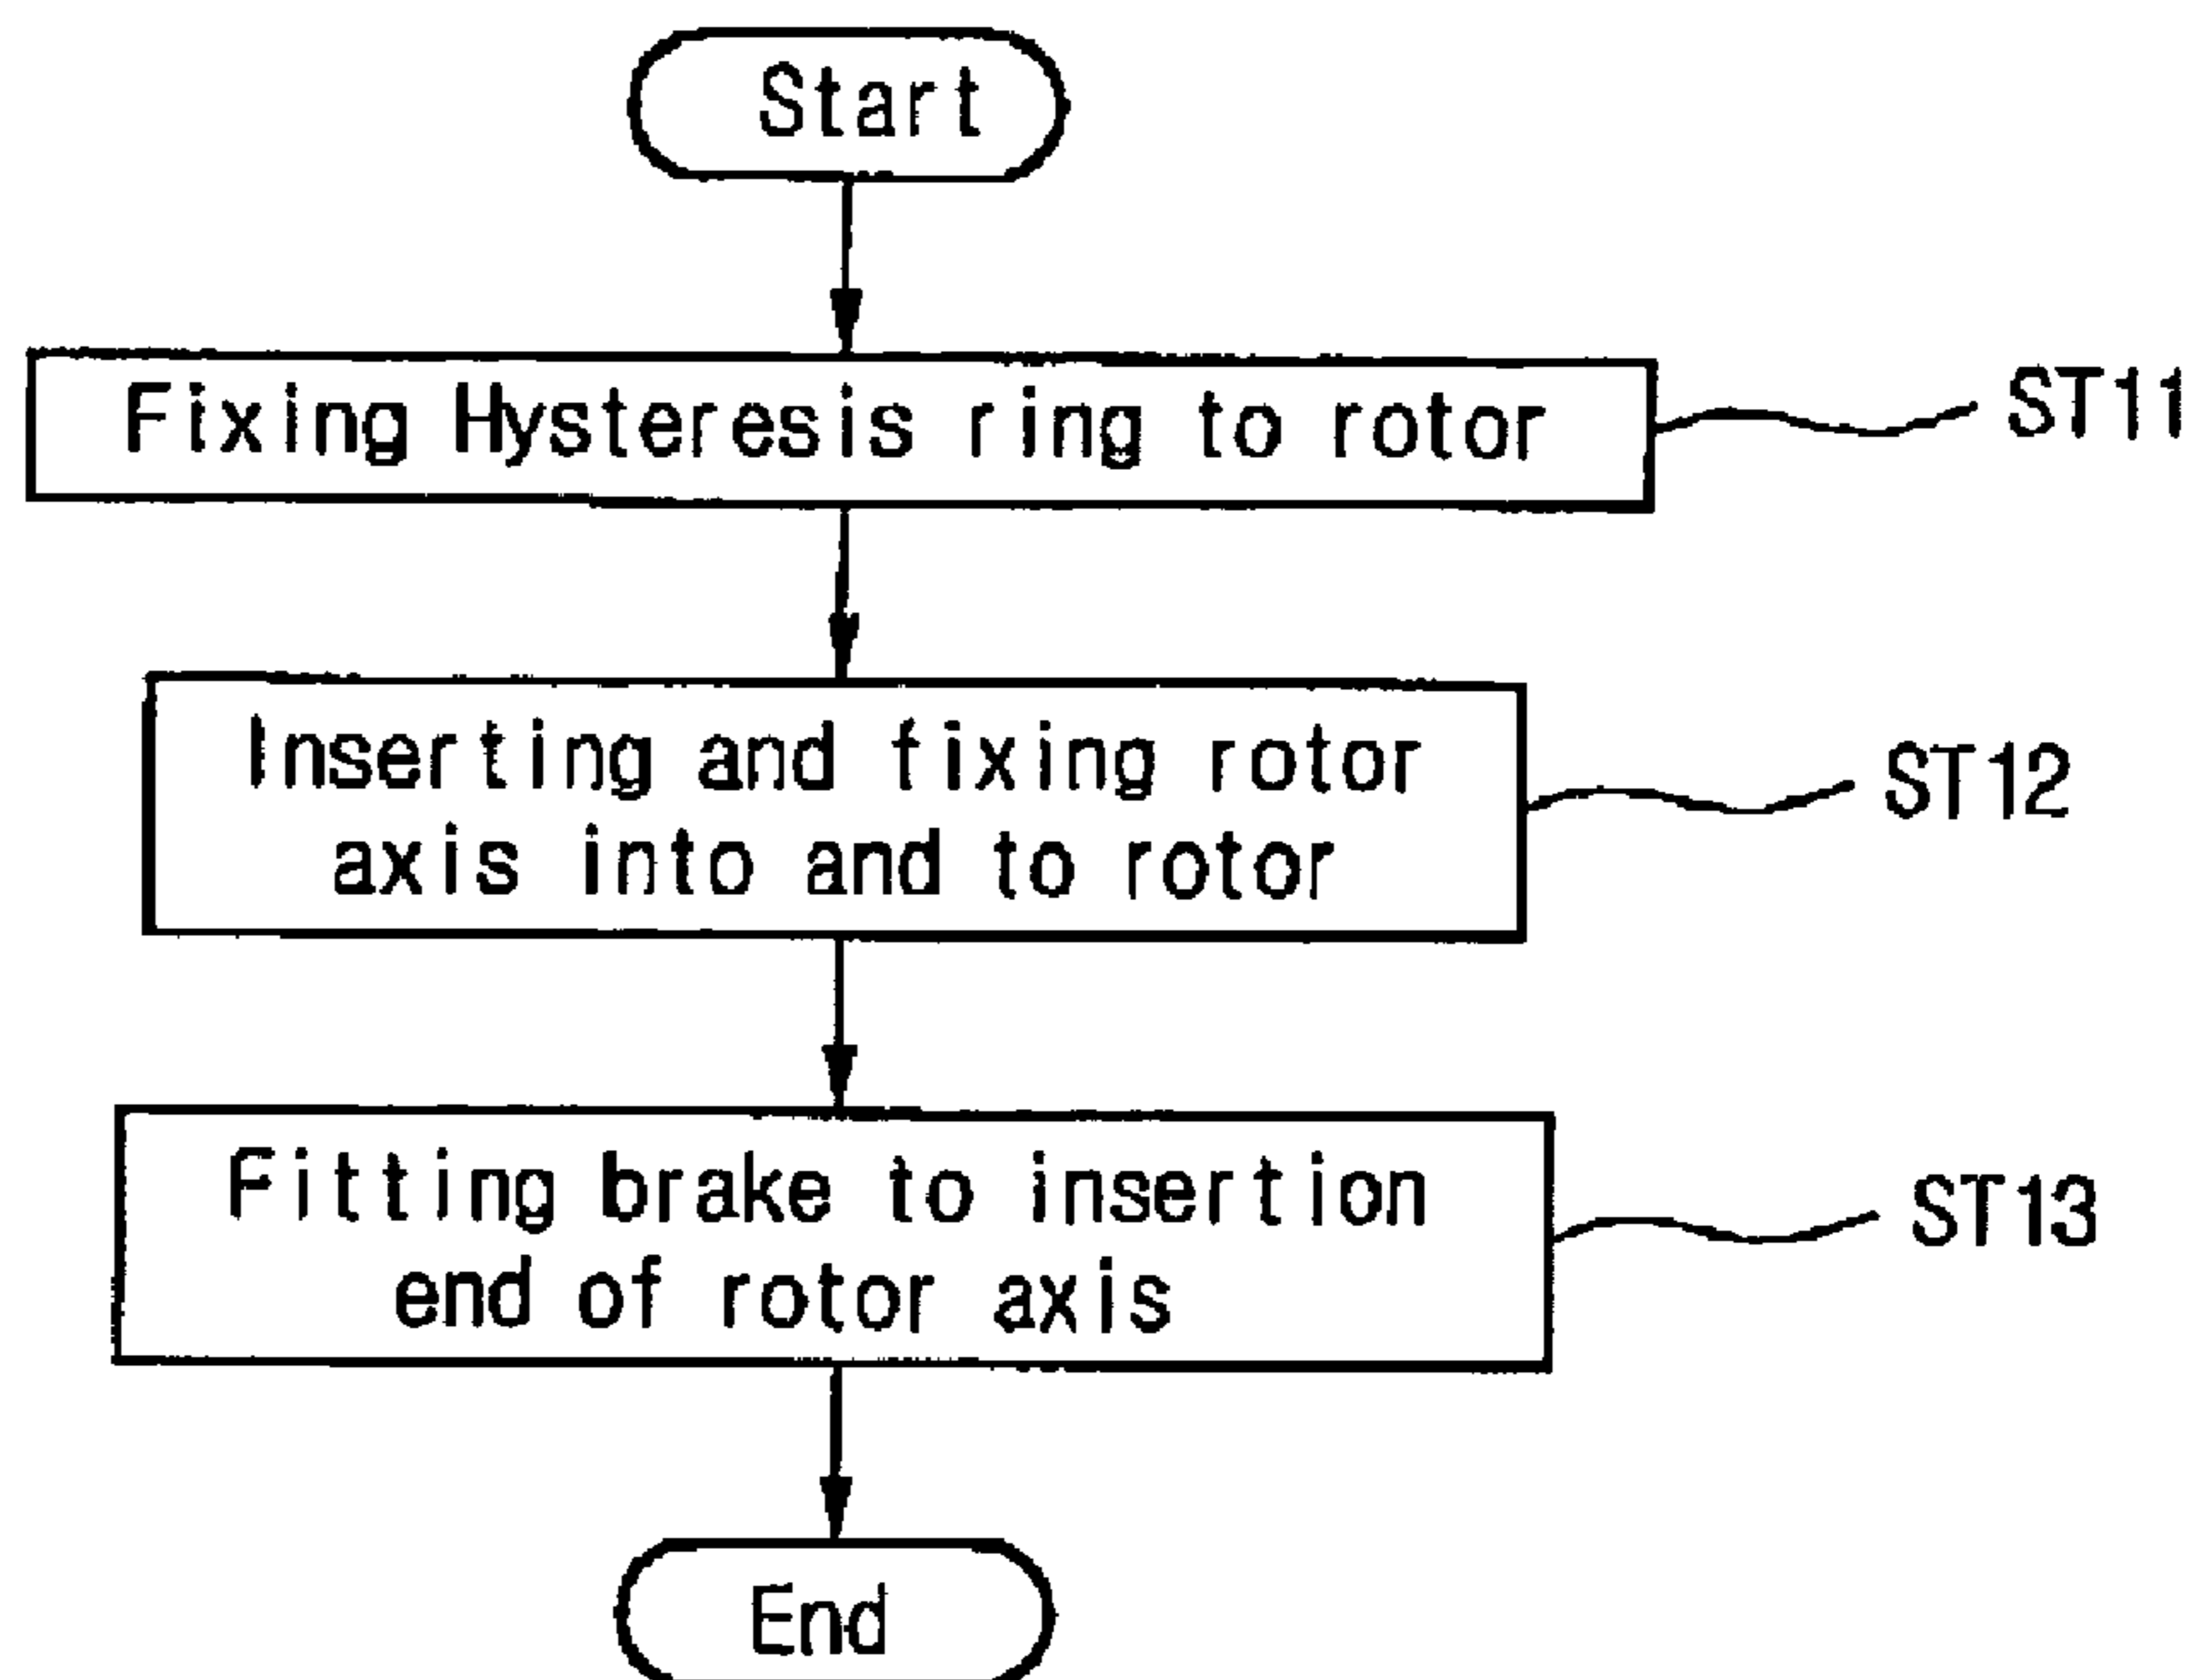 Start
Fixing Hysteresis ring to rotor
ST11
Inserting and fixing rotor
axis into and to rotor
ST12
Fitting brake to insertion
end of rotor axis
ST13
End